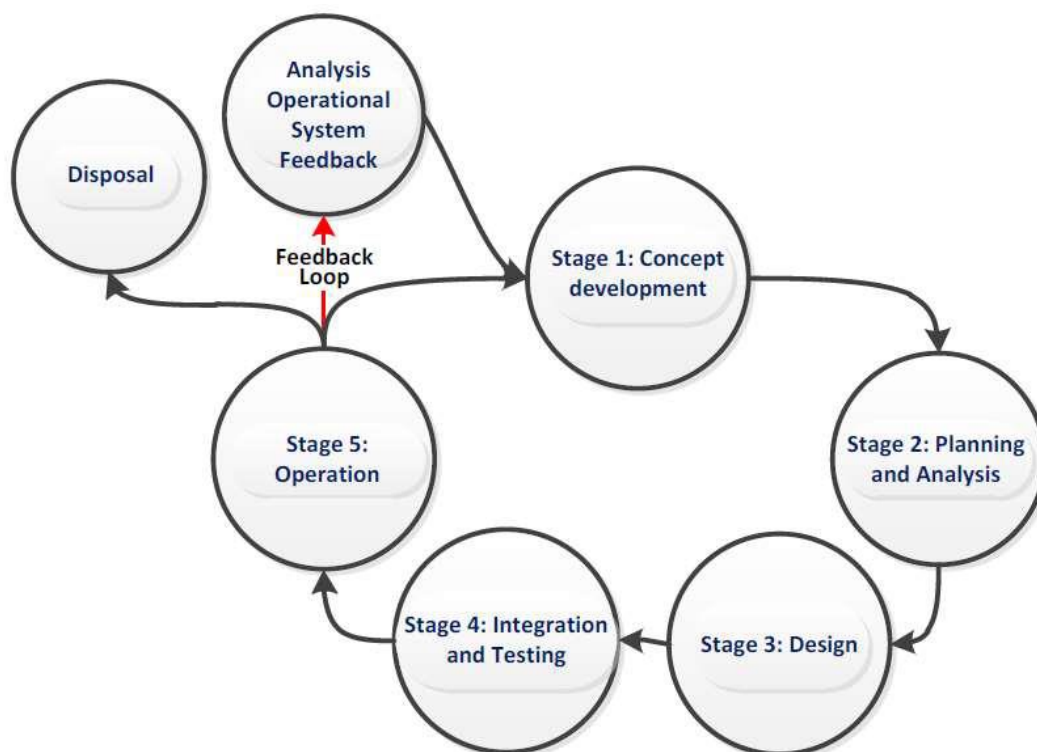 Analysis
Operational
System
Feedback
Disposal
Feedback
Loop
Stage 1: Concept
development
Stage 2: Planning
and Analysis
Stage 3: Design
Stage 4: Integration
and Testing
Stage 5:
Operation